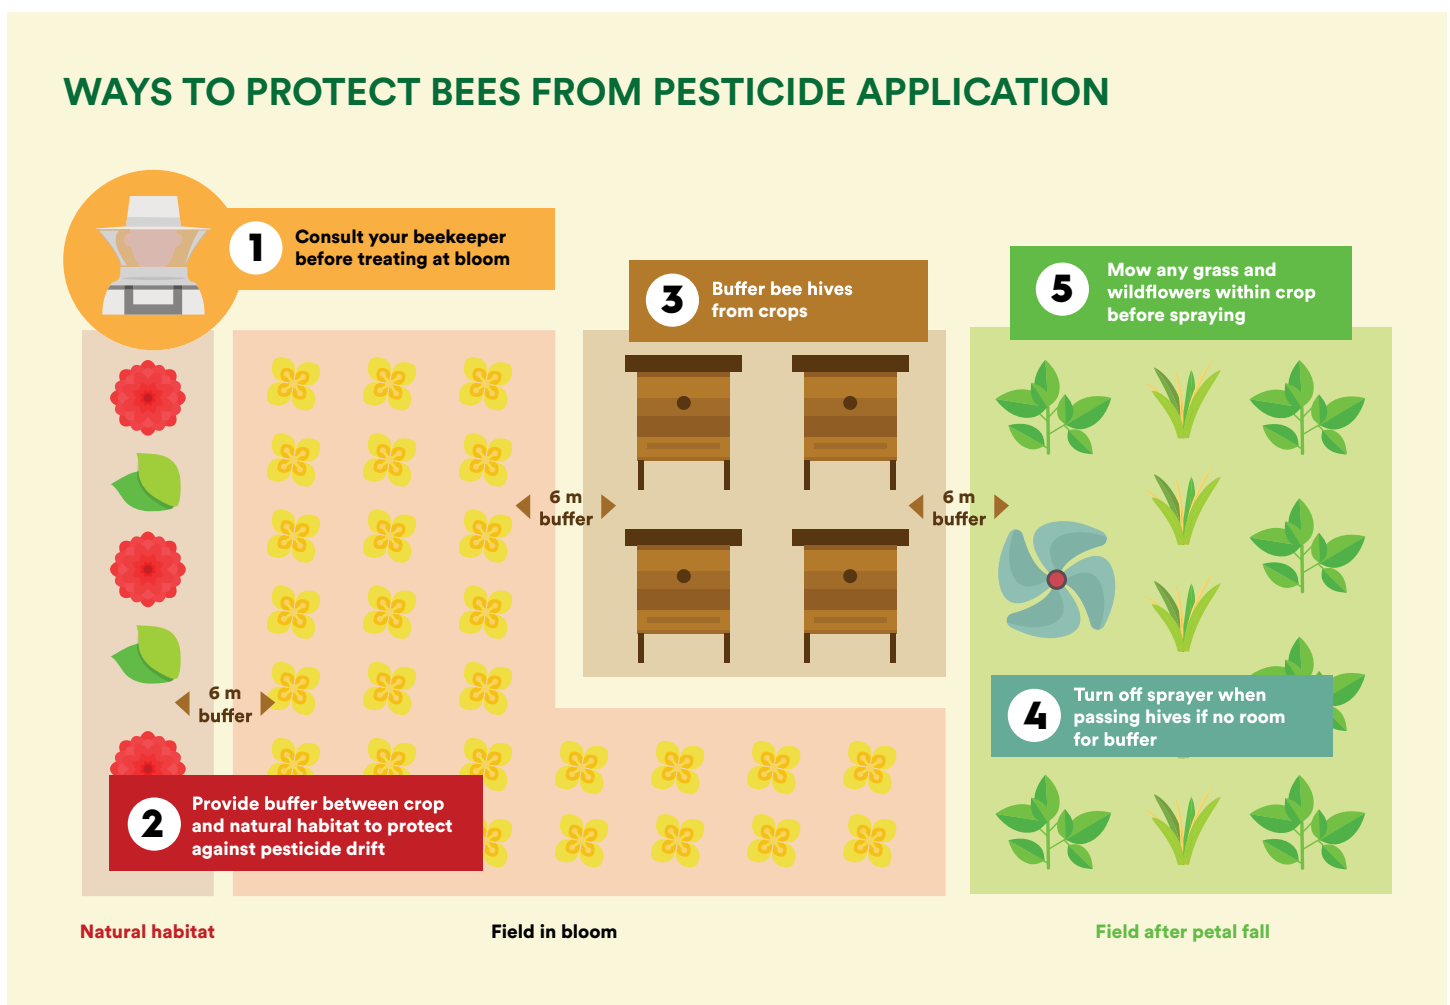 WAYS TO PROTECT BEES FROM PESTICIDE APPLICATION
1
Consult your beekeeper
before treating at bloom
3
Buffer bee hives
from crops
5
Mow any grass and
wildflowers within crop
before spraying
6 m
buffer
6 m
buffer
6 m
buffer
4
Turn off sprayer when
passing hives if no room
for buffer
2
Provide buffer between crop
and natural habitat to protect
against pesticide drift
Natural habitat
Field in bloom
Field after petal fall